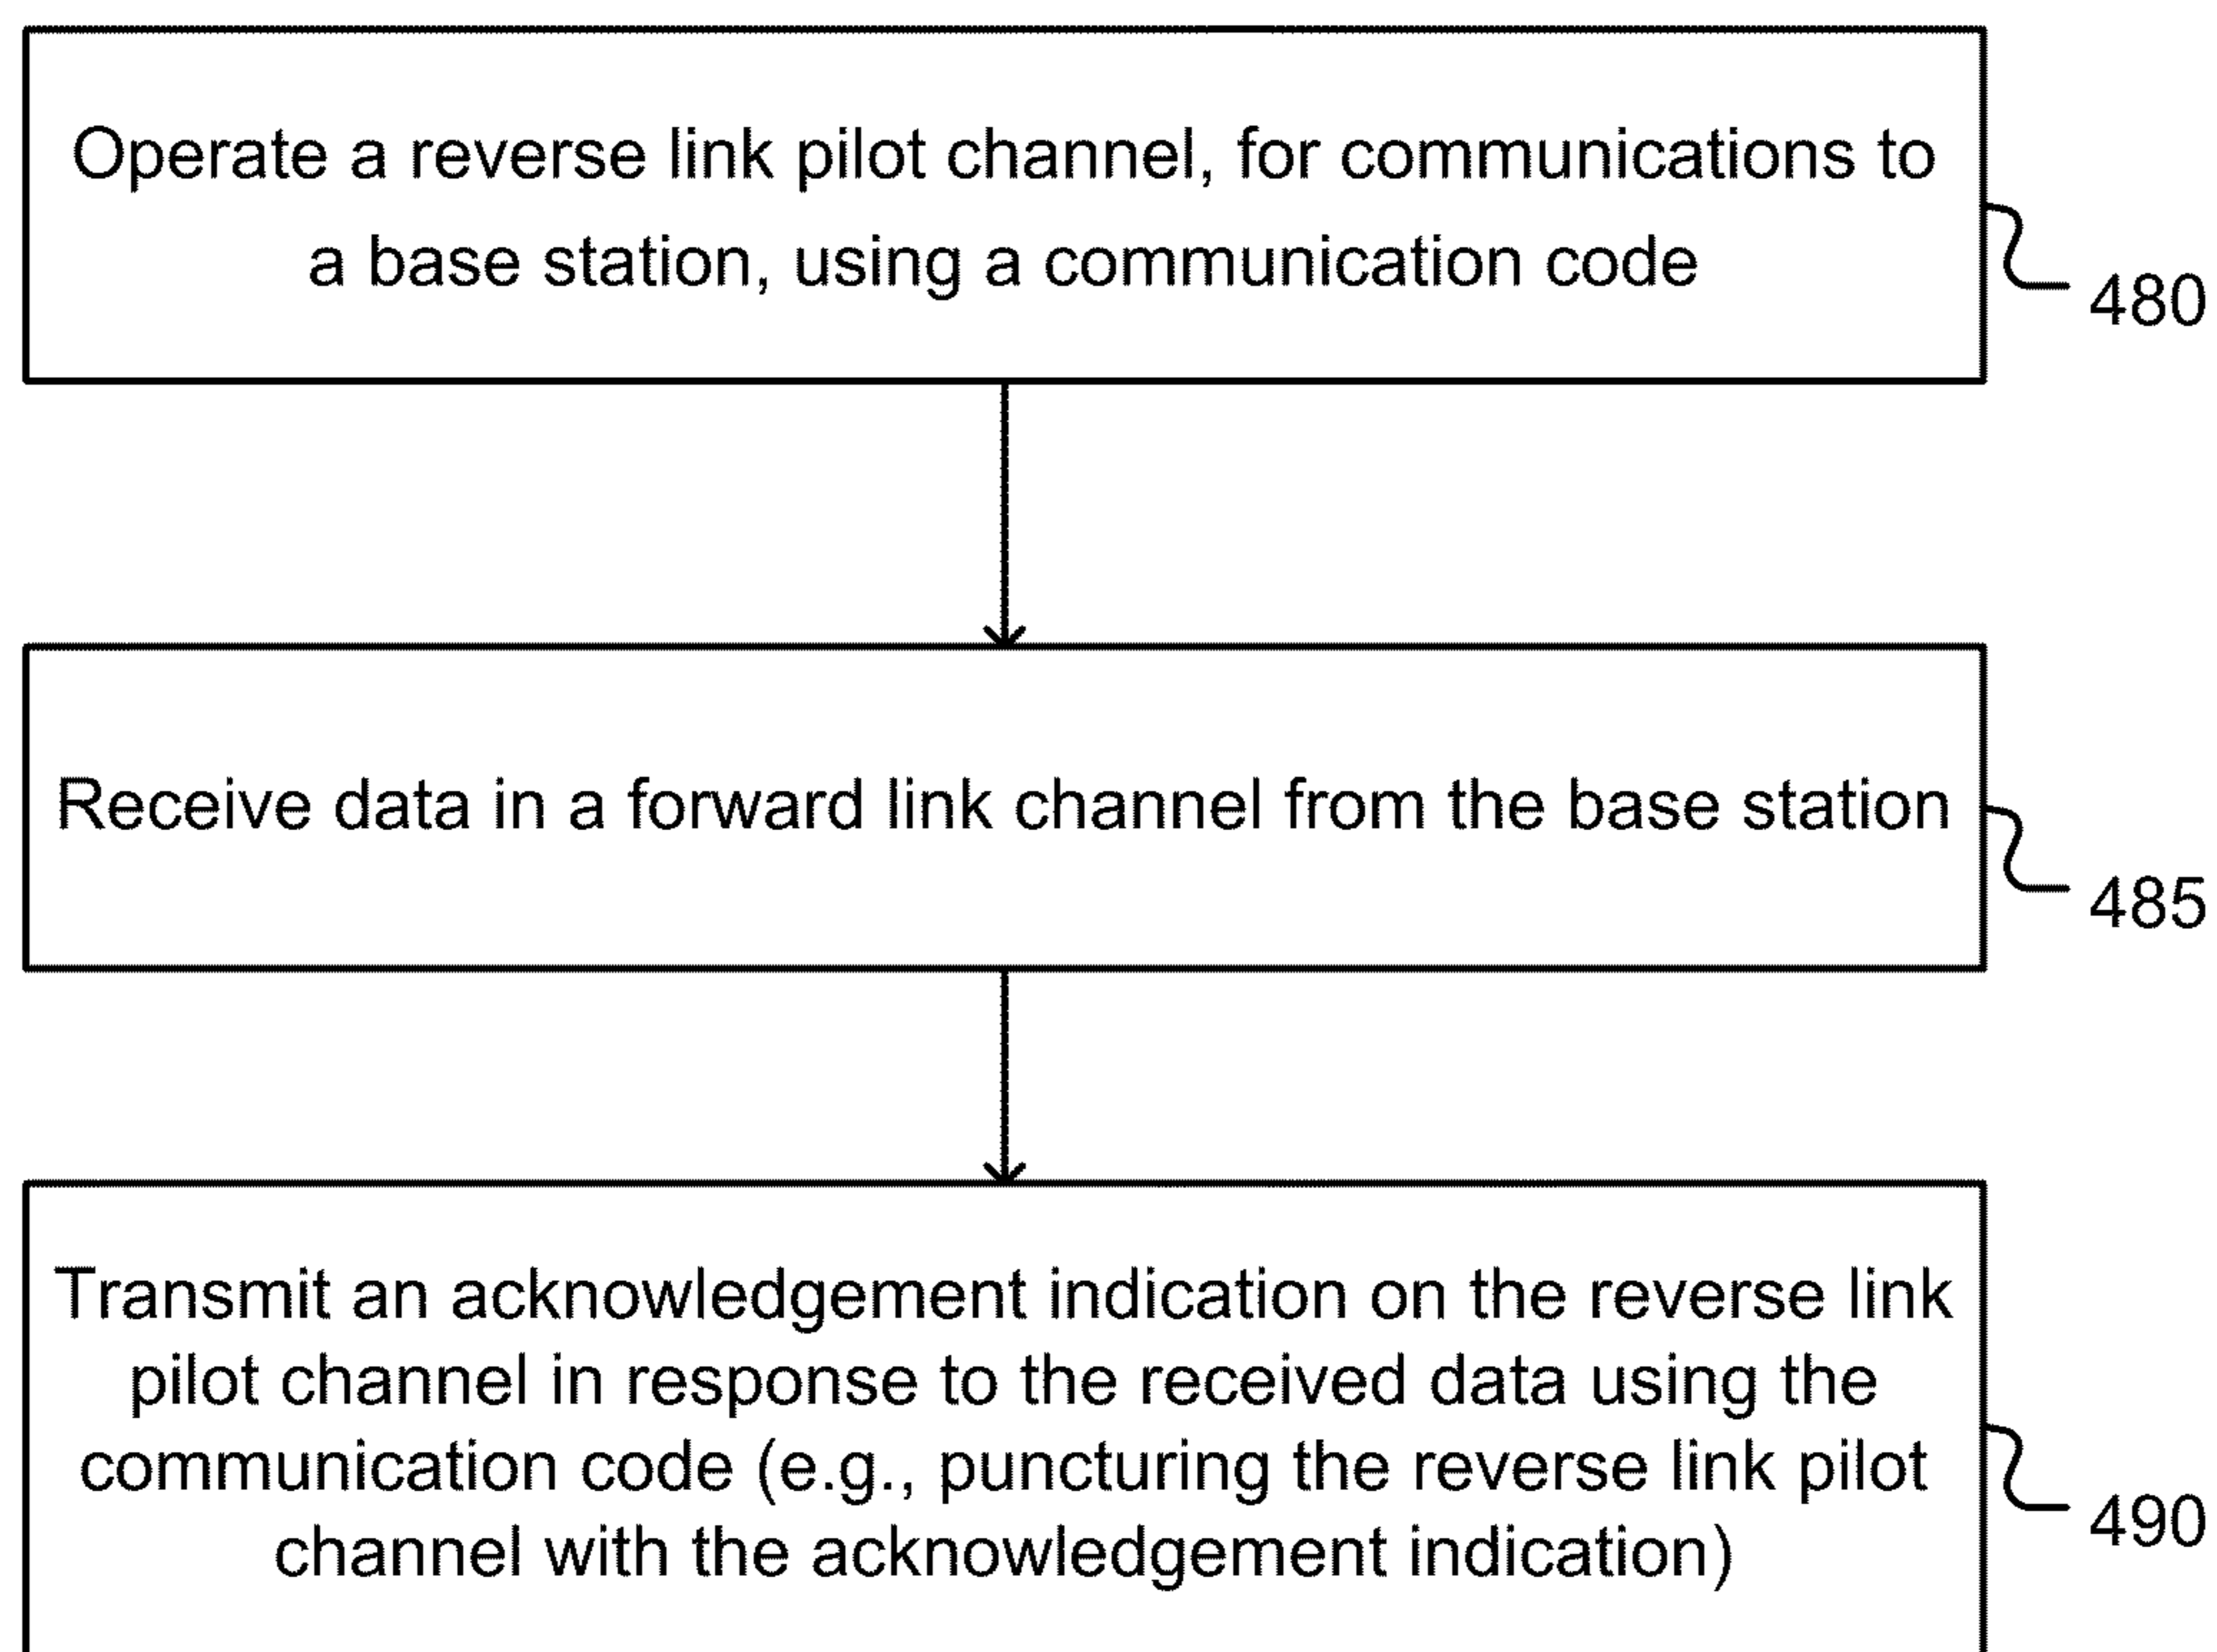 Operate a reverse link pilot channel, for communications to
a base station, using a communication code
480
Receive data in a forward link channel from the base station
485
Transmit an acknowledgement indication on the reverse link
pilot channel in response to the received data using the
communication code (e.g., puncturing the reverse link pilot
channel with the acknowledgement indication)
490